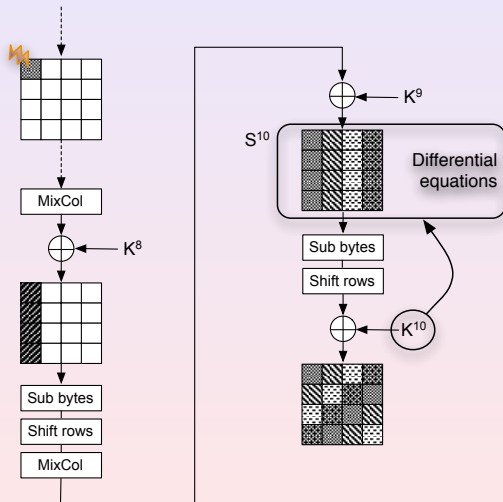 MixCol
K⁸
Sub bytes
Shift rows
MixCol
K⁹
S¹⁰
Differential
equations
Sub bytes
Shift rows
K¹⁰